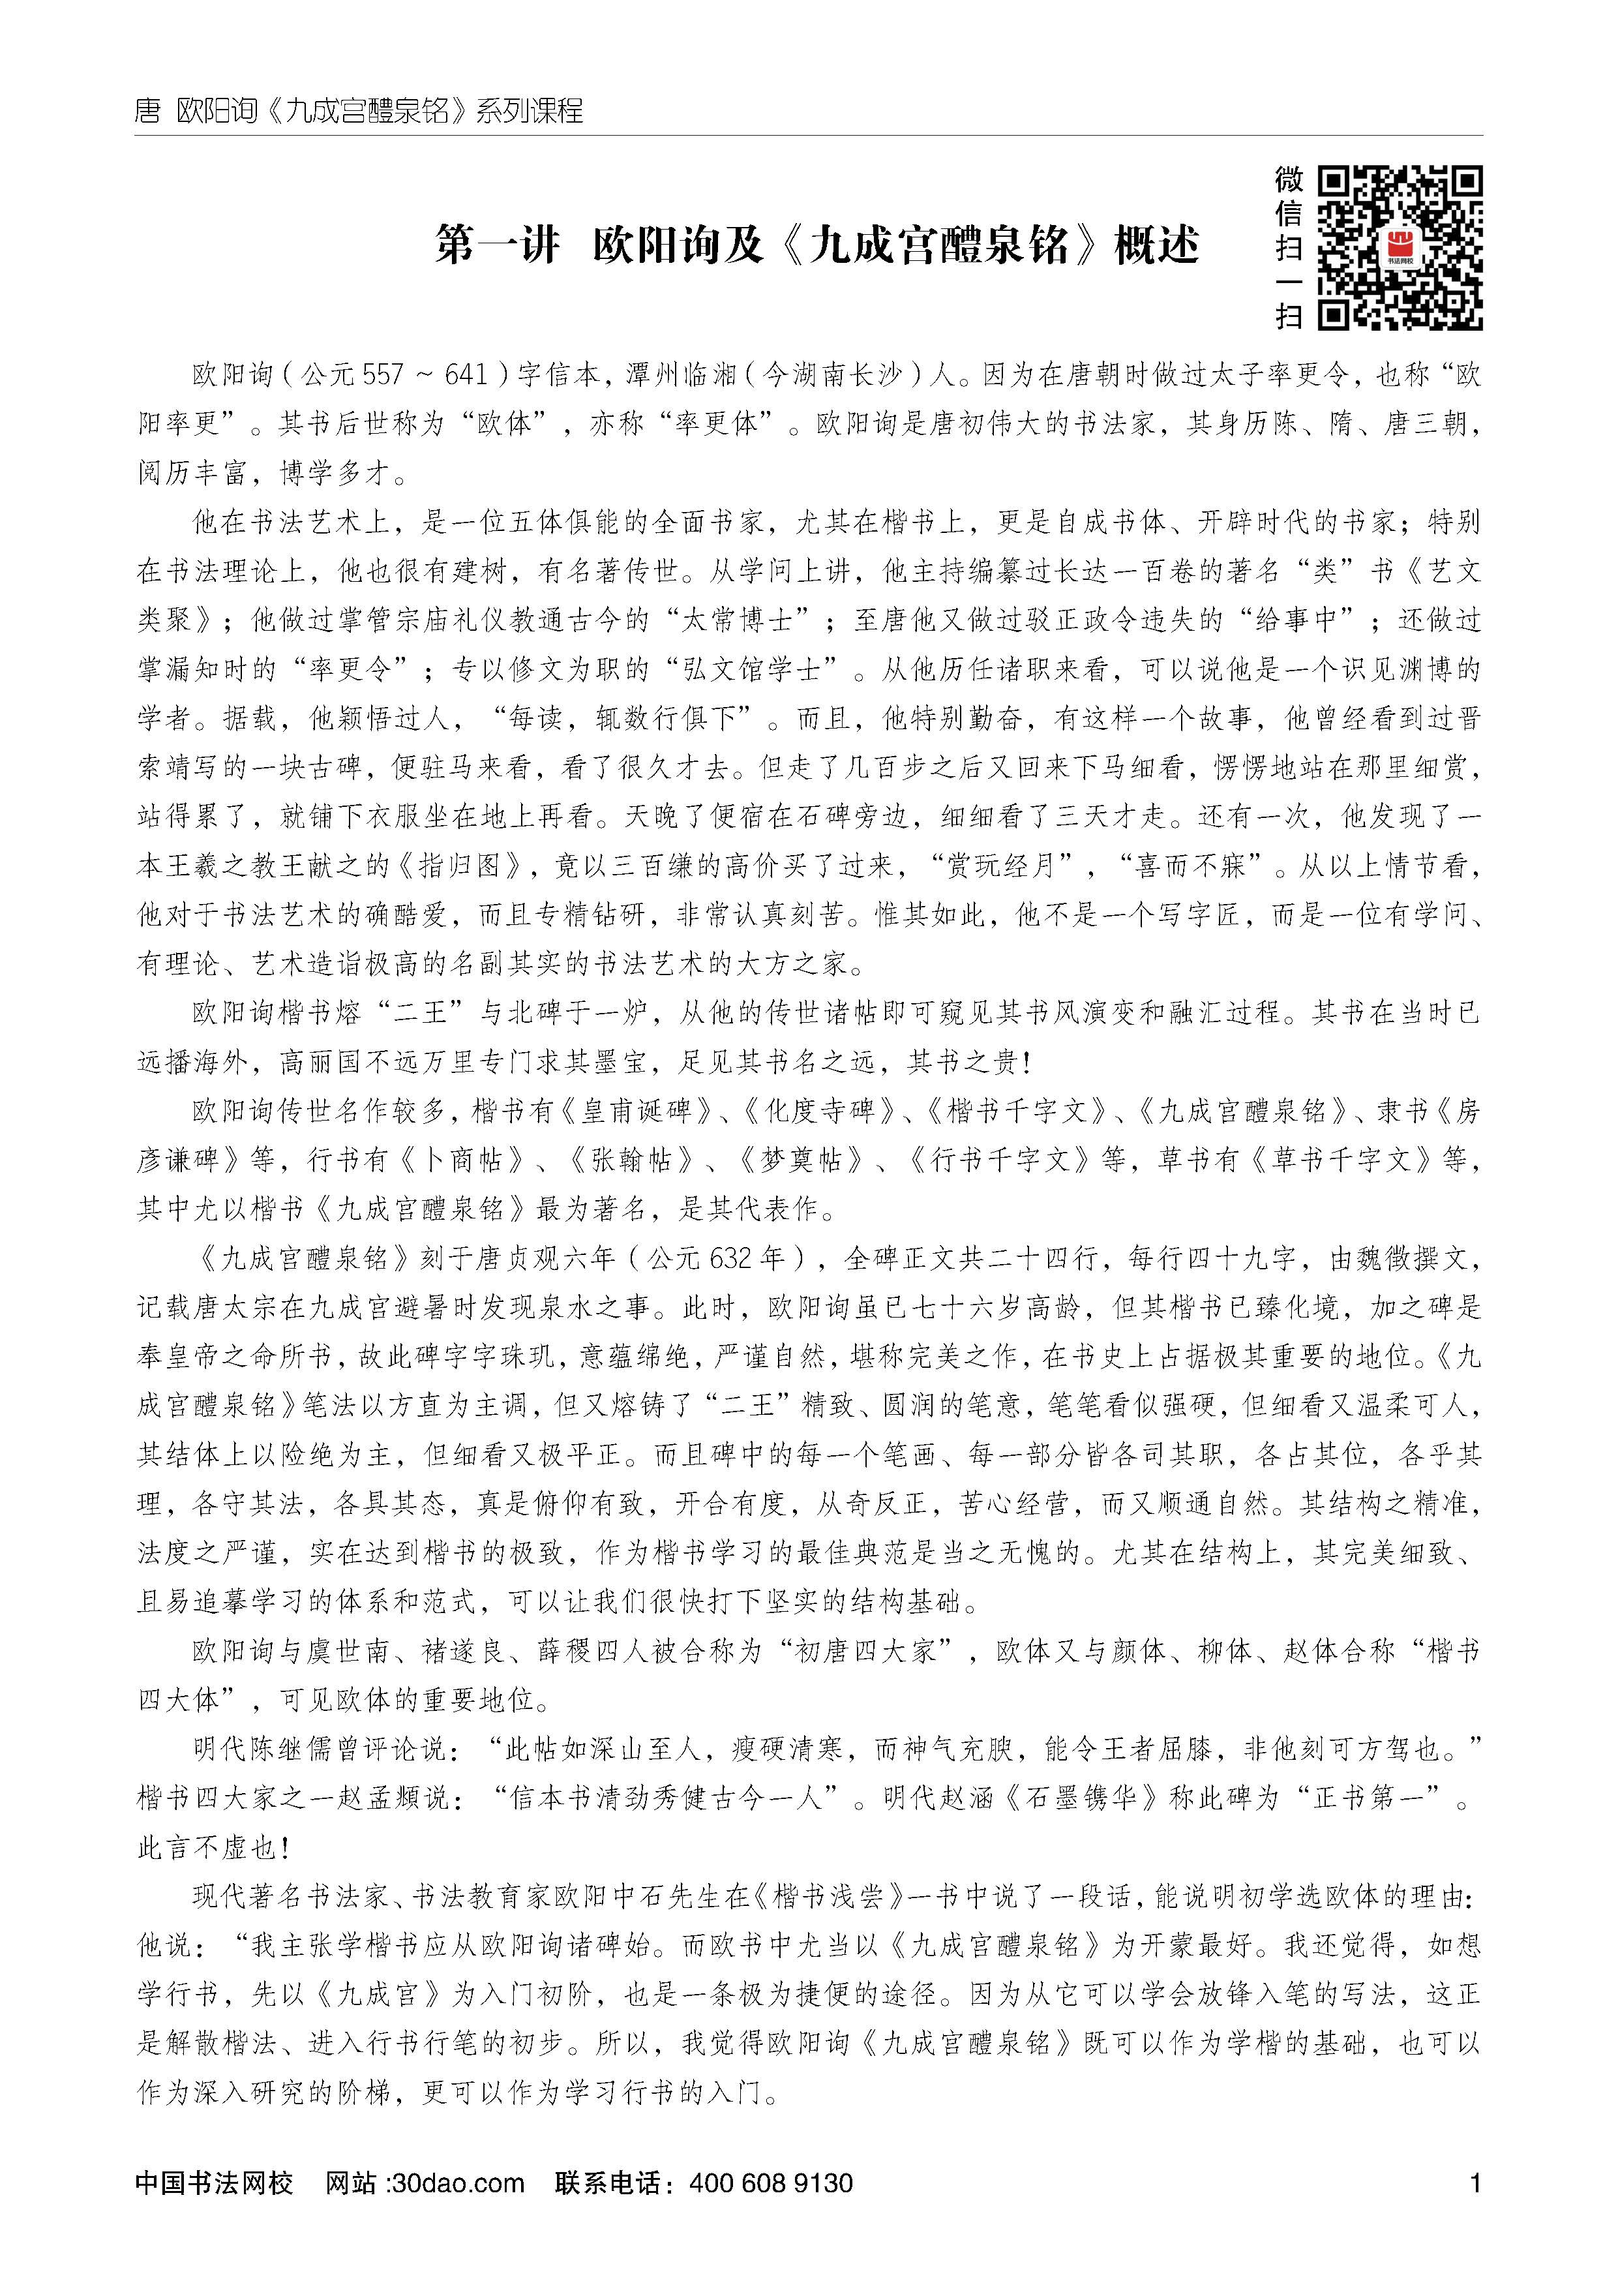 唐 欧阳询《九成宫醴泉铭》系列课程
微信扫一扫
书法网校
第一讲 欧阳询及《九成宫醴泉铭》概述
欧阳询（公元 557 ~ 641）字信本，潭州临湘（今湖南长沙）人。因为在唐朝时做过太子率更令，也称“欧
阳率更”。其书后世称为“欧体”，亦称“率更体”。欧阳询是唐初伟大的书法家，其身历陈、隋、唐三朝，
阅历丰富，博学多才。
他在书法艺术上，是一位五体俱能的全面书家，尤其在楷书上，更是自成书体、开辟时代的书家；特别
在书法理论上，他也很有建树，有名著传世。从学问上讲，他主持编纂过长达一百卷的著名“类”书《艺文
类聚》；他做过掌管宗庙礼仪教通古今的“太常博士”；至唐他又做过驳正政令违失的“给事中”；还做过
掌漏知时的“率更令”；专以修文为职的“弘文馆学士”。从他历任诸职来看，可以说他是一个识见渊博的
学者。据载，他颖悟过人，“每读，辄数行俱下”。而且，他特别勤奋，有这样一个故事，他曾经看到过晋
索靖写的一块古碑，便驻马来看，看了很久才去。但走了几百步之后又回来下马细看，愣愣地站在那里细赏，
站得累了，就铺下衣服坐在地上再看。天晚了便宿在石碑旁边，细细看了三天才走。还有一次，他发现了一
本王羲之教王献之的《指归图》，竟以三百缣的高价买了过来，“赏玩经月”，“喜而不寐”。从以上情节看，
他对于书法艺术的确酷爱，而且专精钻研，非常认真刻苦。惟其如此，他不是一个写字匠，而是一位有学问、
有理论、艺术造诣极高的名副其实的书法艺术的大方之家。
欧阳询楷书熔“二王”与北碑于一炉，从他的传世诸帖即可窥见其书风演变和融汇过程。其书在当时已
远播海外，高丽国不远万里专门求其墨宝，足见其书名之远，其书之贵！
欧阳询传世名作较多，楷书有《皇甫诞碑》、《化度寺碑》、《楷书千字文》、《九成宫醴泉铭》、隶书《房
彦谦碑》等，行书有《卜商帖》、《张翰帖》、《梦奠帖》、《行书千字文》等，草书有《草书千字文》等，
其中尤以楷书《九成宫醴泉铭》最为著名，是其代表作。
《九成宫醴泉铭》刻于唐贞观六年（公元 632 年），全碑正文共二十四行，每行四十九字，由魏徵撰文，
记载唐太宗在九成宫避暑时发现泉水之事。此时，欧阳询虽已七十六岁高龄，但其楷书已臻化境，加之碑是
奉皇帝之命所书，故此碑字字珠玑，意蕴绵绝，严谨自然，堪称完美之作，在书史上占据极其重要的地位。《九
成宫醴泉铭》笔法以方直为主调，但又熔铸了“二王”精致、圆润的笔意，笔笔看似强硬，但细看又温柔可人，
其结体上以险绝为主，但细看又极平正。而且碑中的每一个笔画、每一部分皆各司其职，各占其位，各乎其
理，各守其法，各具其态，真是俯仰有致，开合有度，从奇反正，苦心经营，而又顺通自然。其结构之精准，
法度之严谨，实在达到楷书的极致，作为楷书学习的最佳典范是当之无愧的。尤其在结构上，其完美细致、
且易追摹学习的体系和范式，可以让我们很快打下坚实的结构基础。
欧阳询与虞世南、褚遂良、薛稷四人被合称为“初唐四大家”，欧体又与颜体、柳体、赵体合称“楷书
四大体”，可见欧体的重要地位。
明代陈继儒曾评论说：“此帖如深山至人，瘦硬清寒，而神气充腴，能令王者屈膝，非他刻可方驾也。”
楷书四大家之一赵孟頫说：“信本书清劲秀健古今一人”。明代赵涵《石墨镌华》称此碑为“正书第一”。
此言不虚也！
现代著名书法家、书法教育家欧阳中石先生在《楷书浅尝》一书中说了一段话，能说明初学选欧体的理由：
他说：“我主张学楷书应从欧阳询诸碑始。而欧书中尤当以《九成宫醴泉铭》为开蒙最好。我还觉得，如想
学行书，先以《九成宫》为入门初阶，也是一条极为捷便的途径。因为从它可以学会放锋入笔的写法，这正
是解散楷法、进入行书行笔的初步。所以，我觉得欧阳询《九成宫醴泉铭》既可以作为学楷的基础，也可以
作为深入研究的阶梯，更可以作为学习行书的入门。
中国书法网校 网站 :30dao.com 联系电话：400 608 9130 1